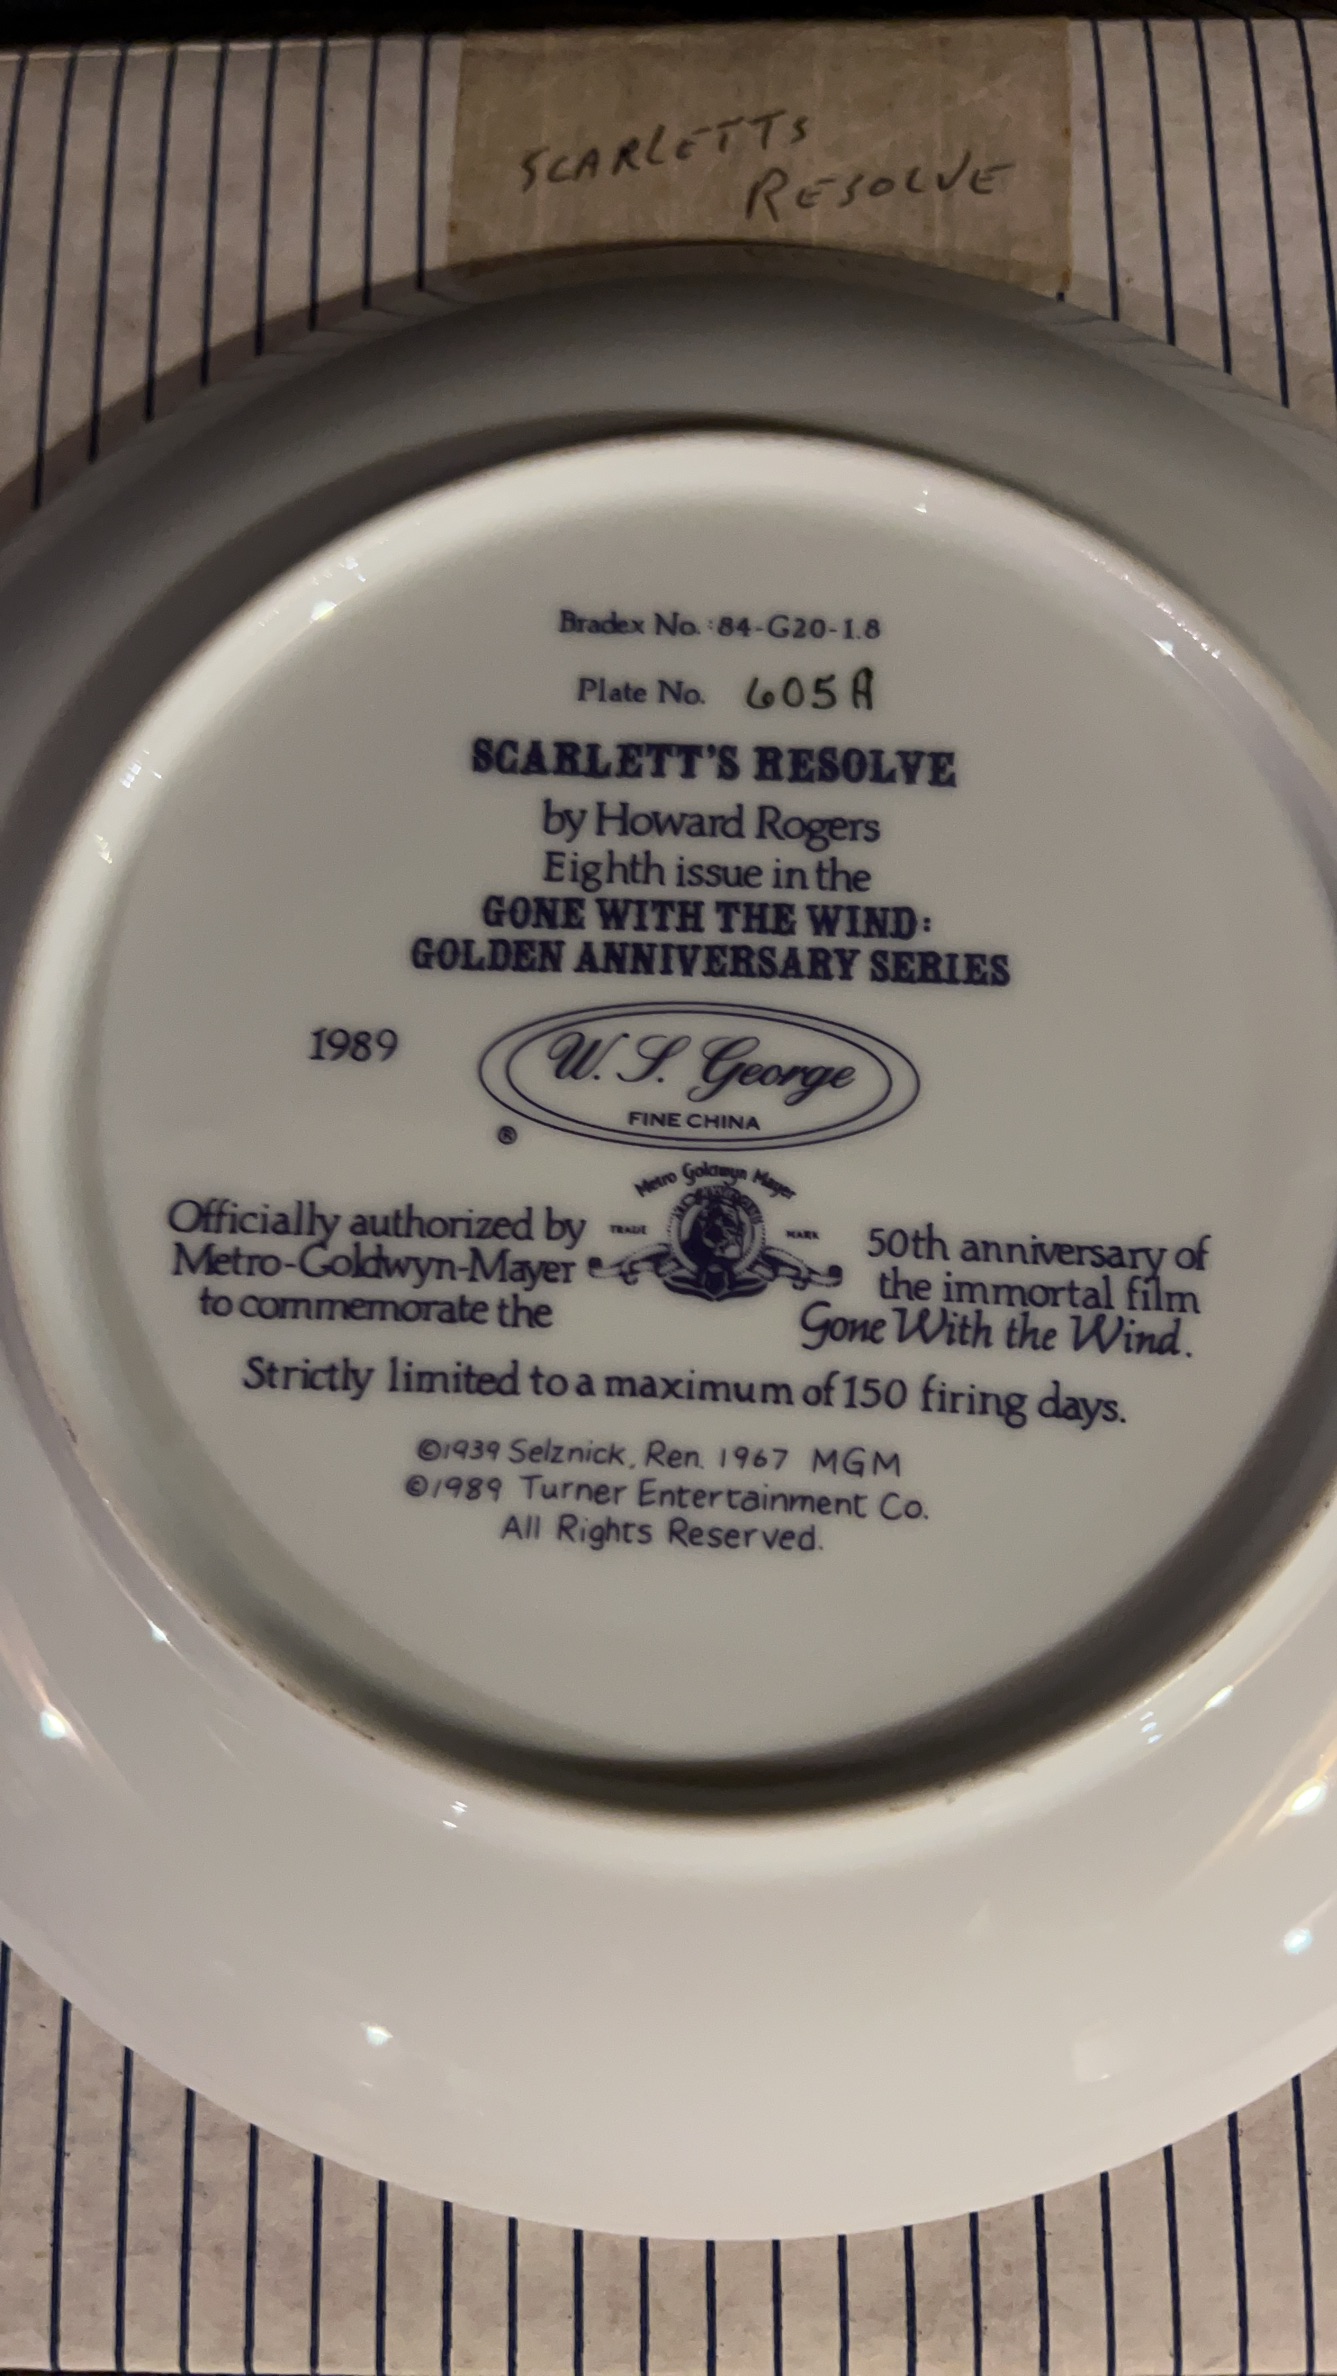 SCARLETTS
RESOLVE
Bradex No.:84-G20-1.8
Plate No. 605A
SCARLETT'S RESOLVE
by Howard Rogers
Eighth issue in the
GONE WITH THE WIND:
GOLDEN ANNIVERSARY SERIES
1989
W. S. George
FINE CHINA
®
Metro Goldwyn Mayer
TRADE MARK
Officially authorized by
Metro-Goldwyn-Mayer
to commemorate the
50th anniversary of
the immortal film
Gone With the Wind.
Strictly limited to a maximum of 150 firing days.
©1939 Selznick, Ren. 1967 MGM
©1989 Turner Entertainment Co.
All Rights Reserved.